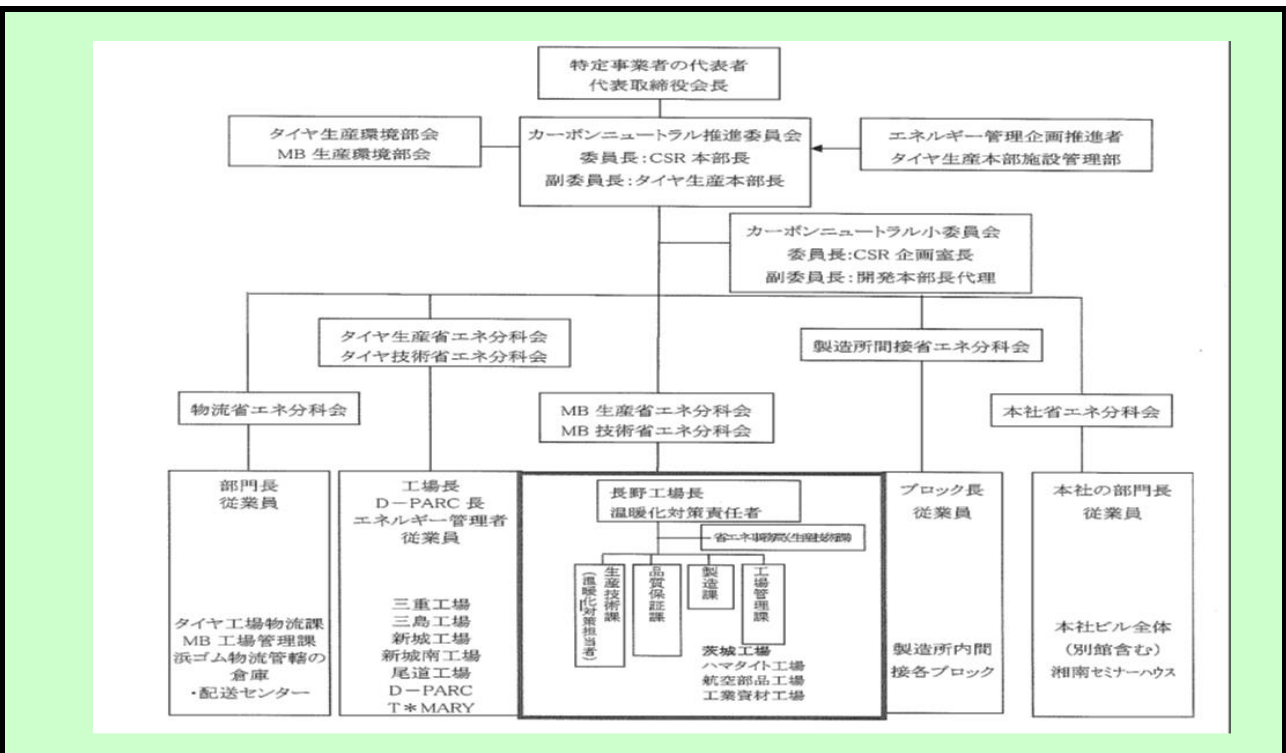 特定事業者の代表者
代表取締役会長
タイヤ生産環境部会
MB 生産環境部会
カーボンニュートラル推進委員会
委員長:CSR 本部長
副委員長:タイヤ生産本部長
エネルギー管理企画推進者
タイヤ生産本部施設管理部
カーボンニュートラル小委員会
委員長:CSR 企画室長
副委員長:開発本部長代理
タイヤ生産省エネ分科会
タイヤ技術省エネ分科会
製造所間接省エネ分科会
物流省エネ分科会
MB 生産省エネ分科会
MB 技術省エネ分科会
本社省エネ分科会
部門長
従業員
タイヤ工場物流課
MB 工場管理課
浜ゴム物流管轄の
倉庫
・配送センター
工場長
D-PARC 長
エネルギー管理者
従業員
三重工場
三島工場
新城工場
新城南工場
尾道工場
D-PARC
T*MARY
長野工場長
温暖化対策責任者
省エネ事務局(生産技術課)
生産技術課
(温暖化対策担当者)
品質保証課
製造課
工場管理課
茨城工場
ハマタイト工場
航空部品工場
工業資材工場
ブロック長
従業員
製造所内間
接各ブロック
本社の部門長
従業員
本社ビル全体
(別館含む)
湘南セミナーハウス